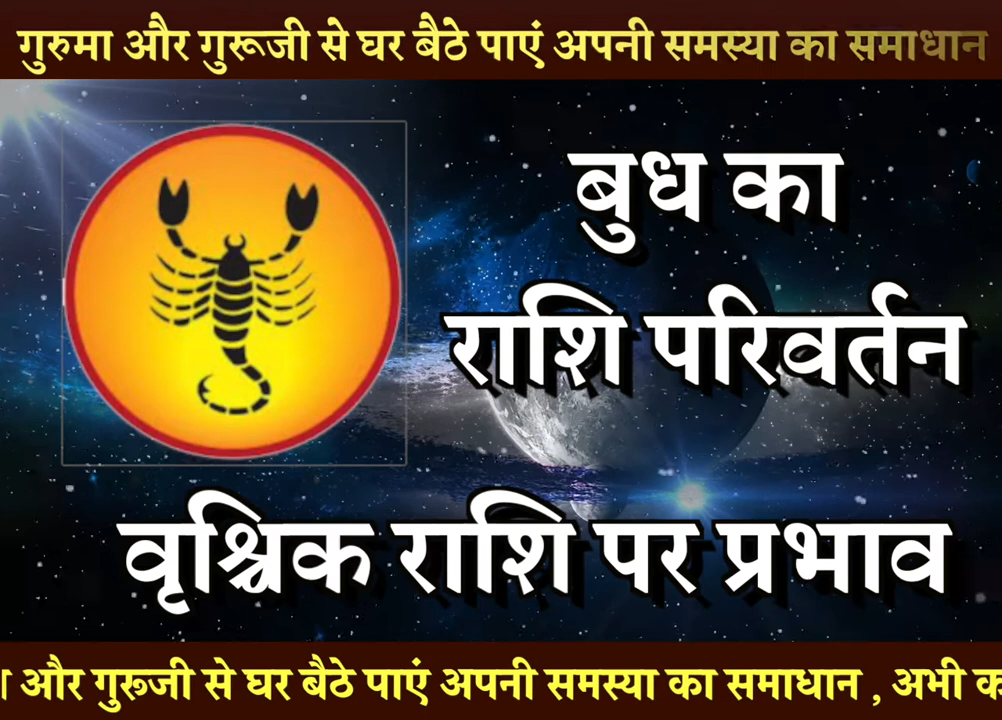 गुरुमा और गुरूजी से घर बैठे पाएं अपनी समस्या का समाधान
बुध का
राशि परिवर्तन
वृश्चिक राशि पर प्रभाव
और गुरूजी से घर बैठे पाएं अपनी समस्या का समाधान , अभी